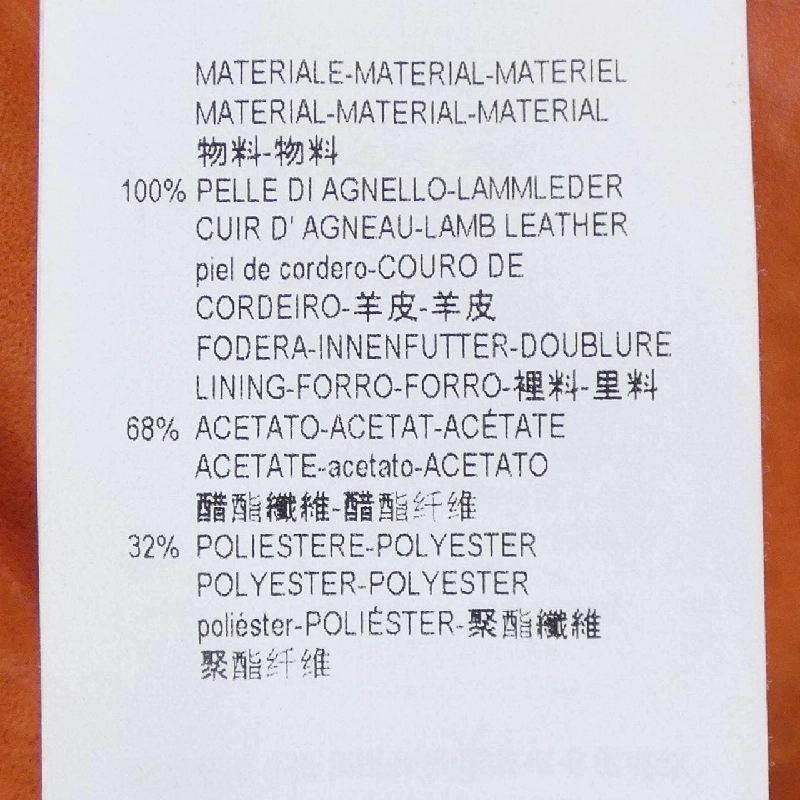 MATERIALE-MATERIAL-MATERIEL
MATERIAL-MATERIAL-MATERIAL
物料-物料
100% PELLE DI AGNELLO-LAMMLEDER
CUIR D' AGNEAU-LAMB LEATHER
piel de cordero-COURO DE
CORDEIRO-羊皮-羊皮
FODERA-INNENFUTTER-DOUBLURE
LINING-FORRO-FORRO-裡料-里料
68% ACETATO-ACETAT-ACÉTATE
ACETATE-acetato-ACETATO
醋酯纖維-醋酯纤维
32% POLIESTERE-POLYESTER
POLYESTER-POLYESTER
poliéster-POLIÉSTER-聚酯纖維
聚酯纤维